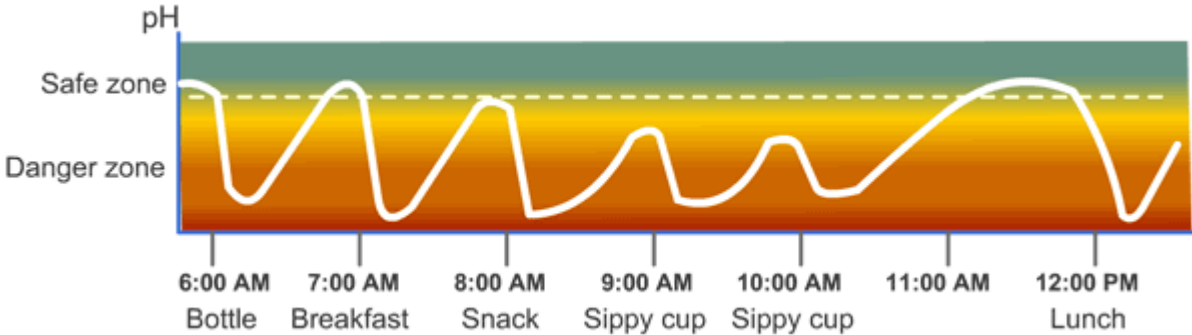 pH
Safe zone
Danger zone
6:00 AM 7:00 AM 8:00 AM 9:00 AM 10:00 AM 11:00 AM 12:00 PM
Bottle Breakfast Snack Sippy cup Sippy cup Lunch